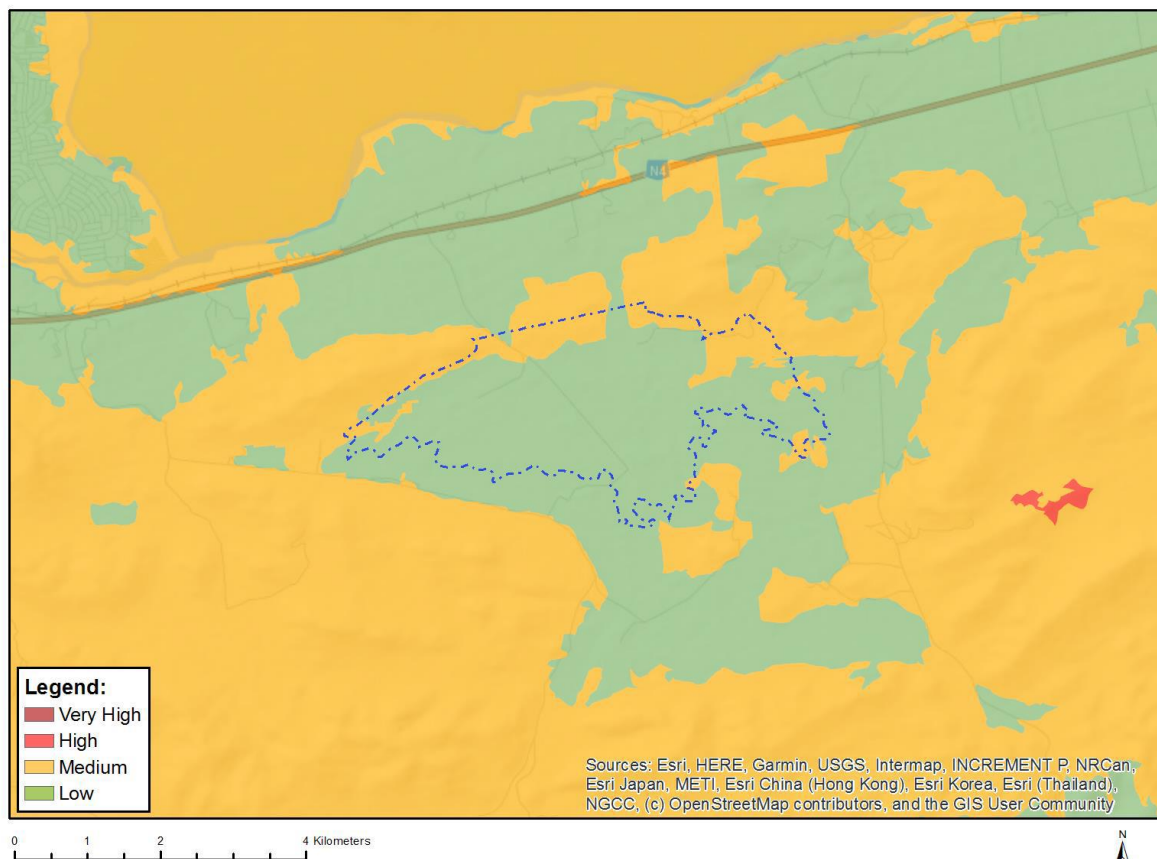 N4
Legend:
Very High
High
Medium
Low
Sources: Esri, HERE, Garmin, USGS, Intermap, INCREMENT P, NRCan,
Esri Japan, METI, Esri China (Hong Kong), Esri Korea, Esri (Thailand),
NGCC, (c) OpenStreetMap contributors, and the GIS User Community
0 1 2 4 Kilometers
N